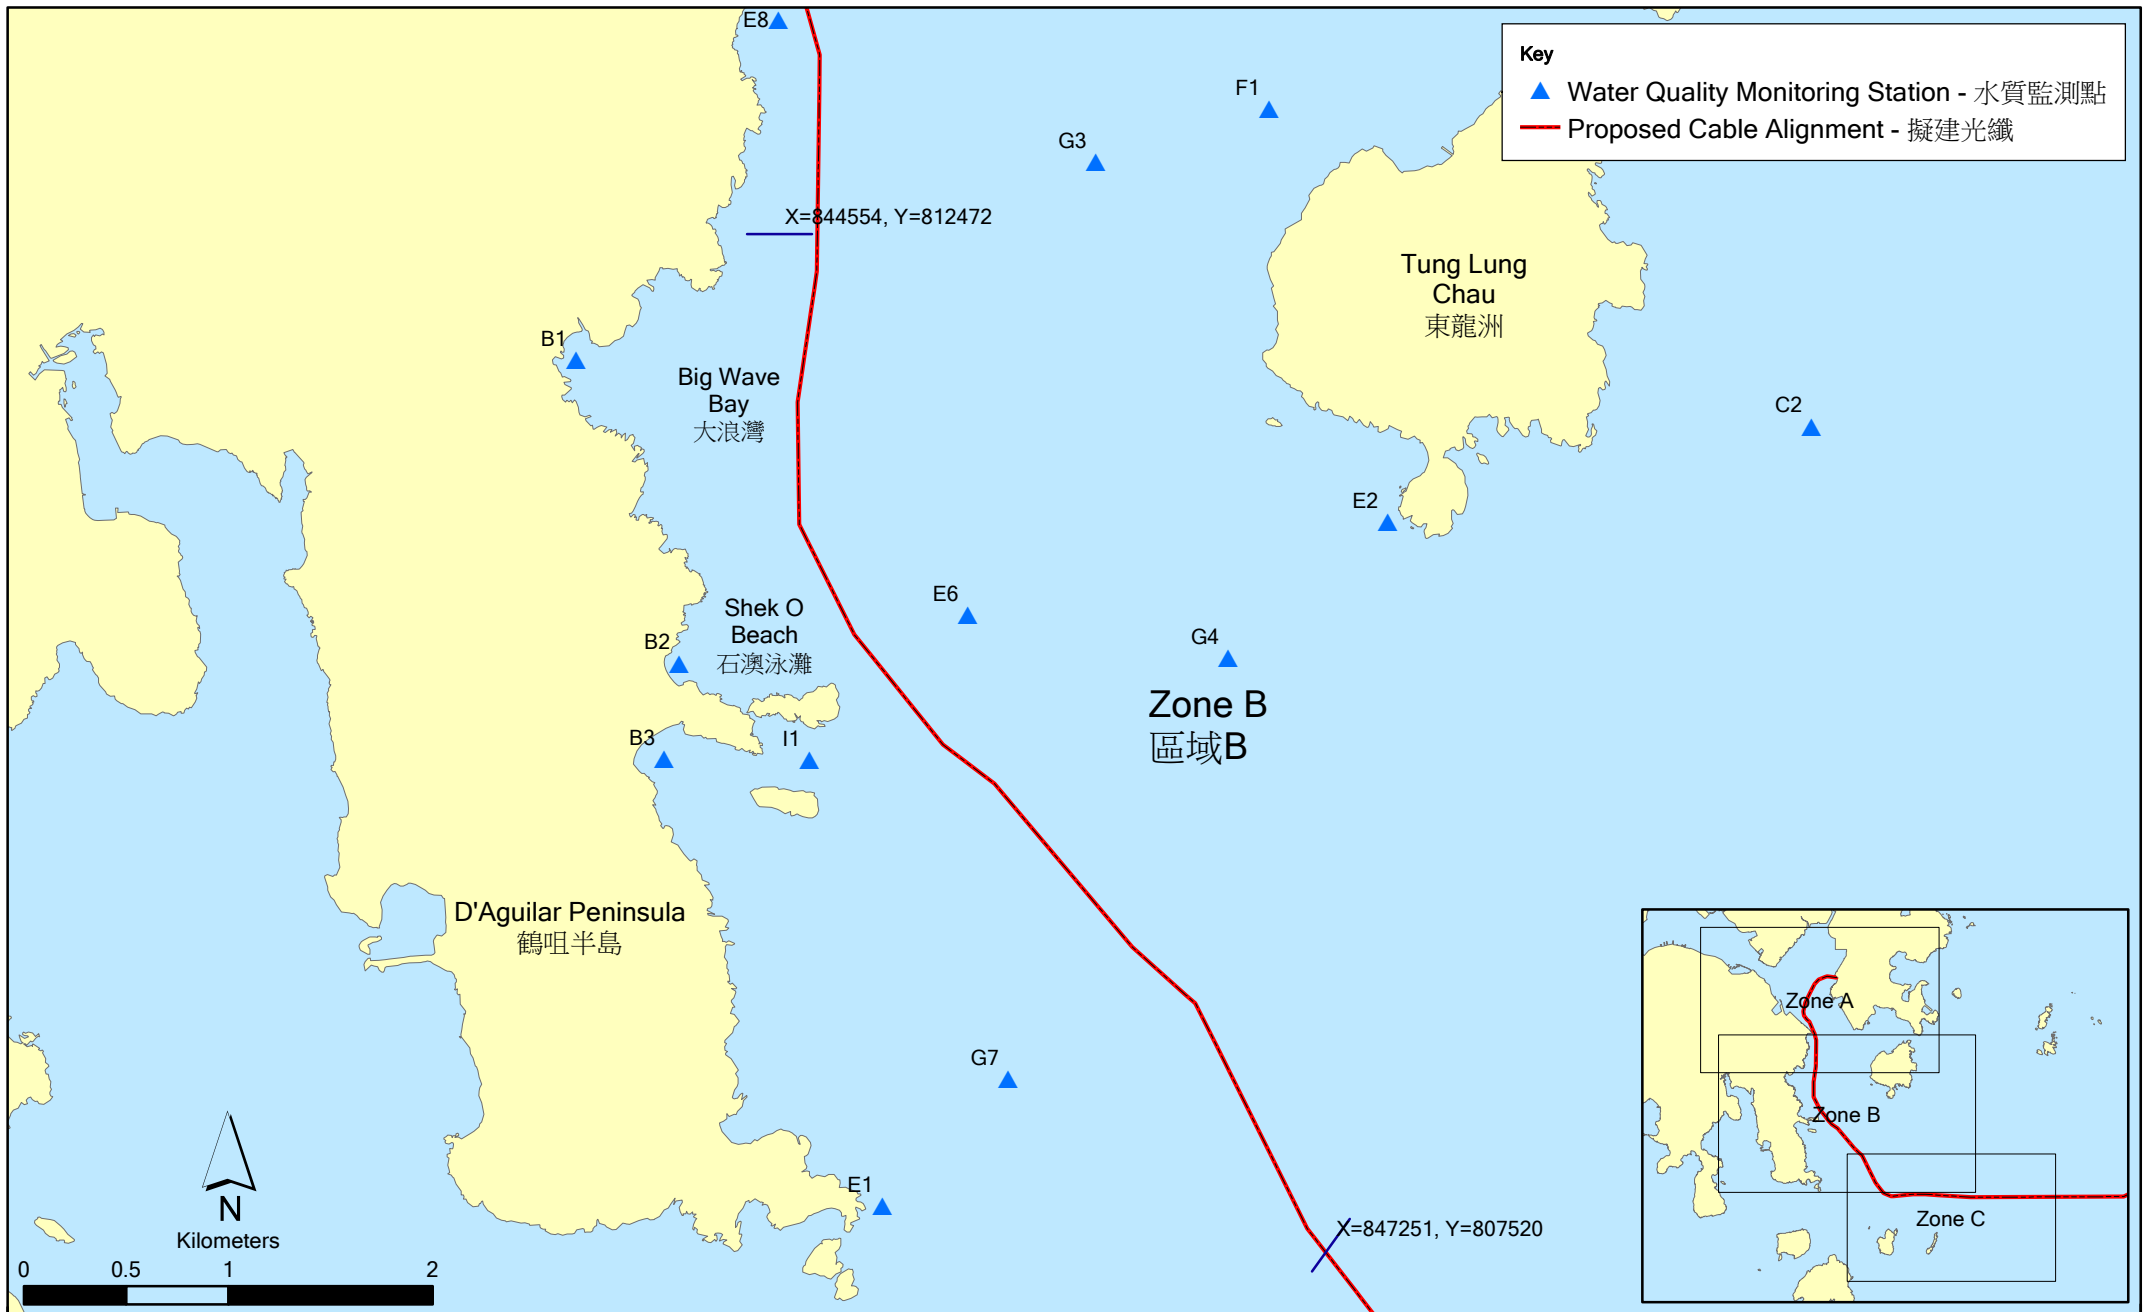 E8
Key
Water Quality Monitoring Station - 水質監測點
Proposed Cable Alignment - 擬建光纖
F1
G3
X=844554, Y=812472
Tung Lung
Chau
東龍洲
B1
Big Wave
Bay
大浪灣
C2
E2
E6
Shek O
Beach
石澳泳灘
B2
G4
Zone B
區域B
B3
I1
D'Aguilar Peninsula
鶴咀半島
G7
E1
X=847251, Y=807520
N
Kilometers
0 0.5 1 2
Zone A
Zone B
Zone C